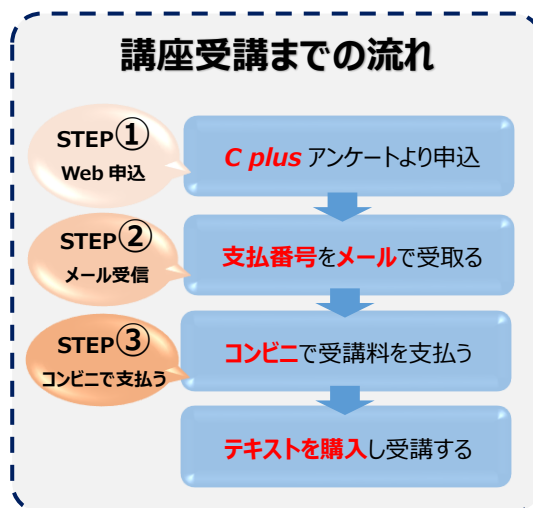 講座受講までの流れ
STEP①
Web 申込
C plus アンケートより申込
STEP②
メール受信
支払番号をメールで受取る
STEP③
コンビニで支払う
コンビニで受講料を支払う
テキストを購入し受講する